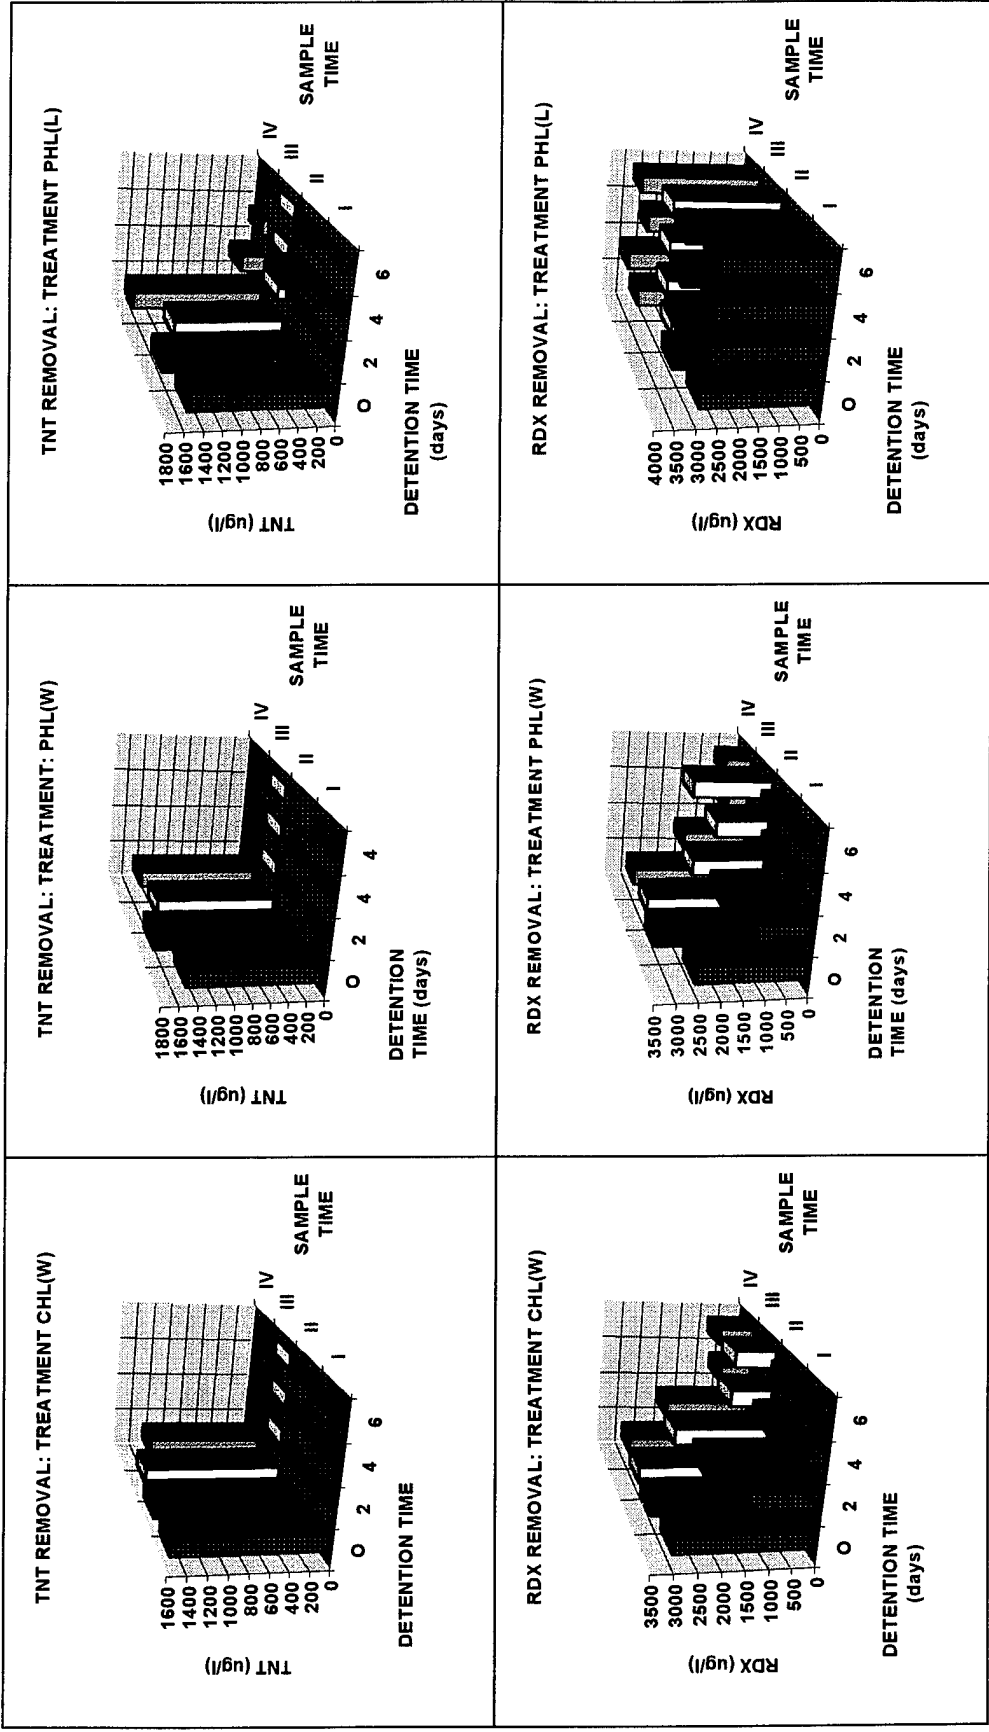 TNT REMOVAL: TREATMENT CHL(W)
TNT (ug/l)
1600
1400
1200
1000
800
600
400
200
0
O 2 4 6
DETENTION TIME
I
II
III
IV
SAMPLE
TIME
TNT REMOVAL: TREATMENT: PHL(W)
TNT (ug/l)
1800
1600
1400
1200
1000
800
600
400
200
0
O 2 4 4
DETENTION
TIME (days)
I
II
III
IV
SAMPLE
TIME
TNT REMOVAL: TREATMENT PHL(L)
TNT (ug/l)
1800
1600
1400
1200
1000
800
600
400
200
0
O 2 4 6
DETENTION TIME
(days)
I
II
III
IV
SAMPLE
TIME
RDX REMOVAL: TREATMENT CHL(W)
RDX (ug/l)
3500
3000
2500
2000
1500
1000
500
0
O 2 4 6
DETENTION TIME
(days)
I
II
III
IV
SAMPLE
TIME
RDX REMOVAL: TREATMENT PHL(W)
RDX (ug/l)
3500
3000
2500
2000
1500
1000
500
0
O 2 4 6
DETENTION
TIME (days)
I
II
III
IV
SAMPLE
TIME
RDX REMOVAL: TREATMENT PHL(L)
RDX (ug/l)
4000
3500
3000
2500
2000
1500
1000
500
0
O 2 4 6
DETENTION TIME
(days)
I
II
III
IV
SAMPLE
TIME